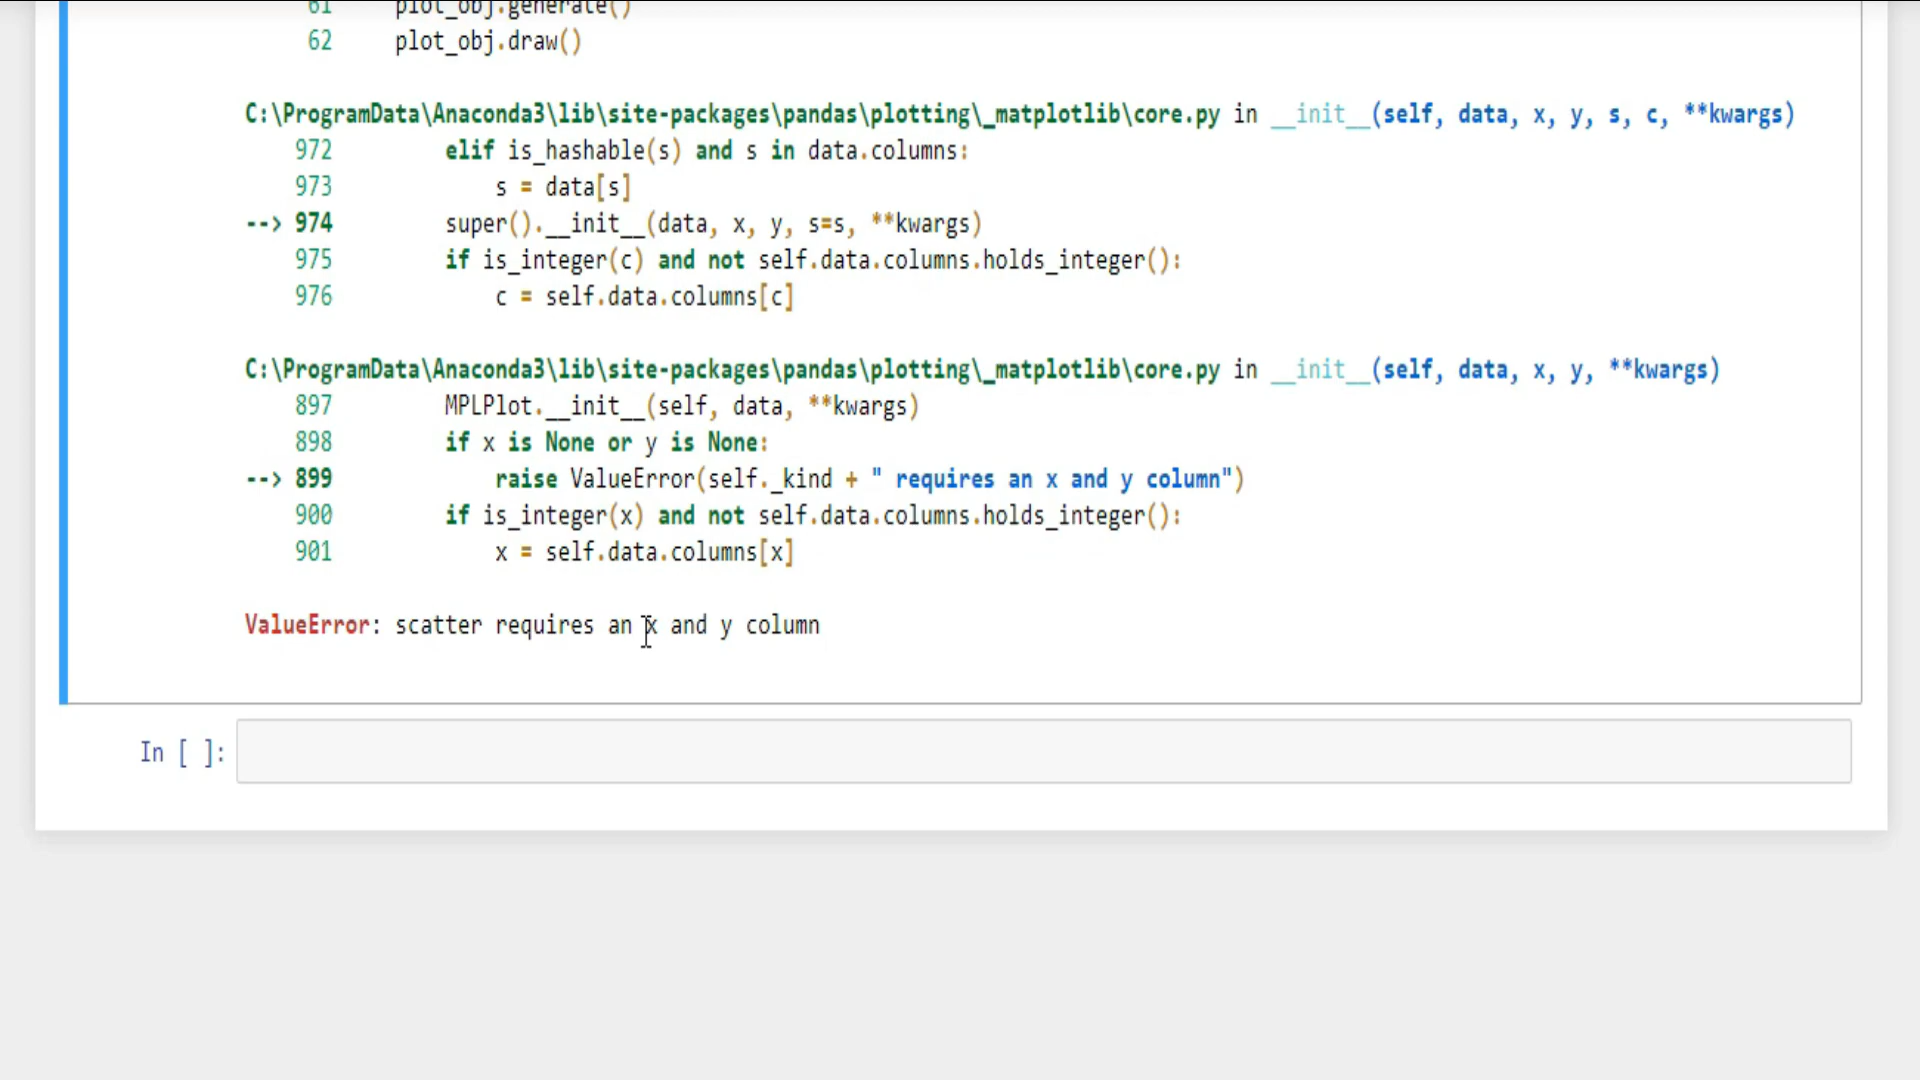 61 plot_obj.generate()
62 plot_obj.draw()
C:\ProgramData\Anaconda3\lib\site-packages\pandas\plotting\_matplotlib\core.py in __init__(self, data, x, y, s, c, **kwargs)
972 elif is_hashable(s) and s in data.columns:
973 s = data[s]
--> 974 super().__init__(data, x, y, s=s, **kwargs)
975 if is_integer(c) and not self.data.columns.holds_integer():
976 c = self.data.columns[c]
C:\ProgramData\Anaconda3\lib\site-packages\pandas\plotting\_matplotlib\core.py in __init__(self, data, x, y, **kwargs)
897 MPLPlot.__init__(self, data, **kwargs)
898 if x is None or y is None:
--> 899 raise ValueError(self._kind + " requires an x and y column")
900 if is_integer(x) and not self.data.columns.holds_integer():
901 x = self.data.columns[x]
ValueError: scatter requires an x and y column
In [ ]: